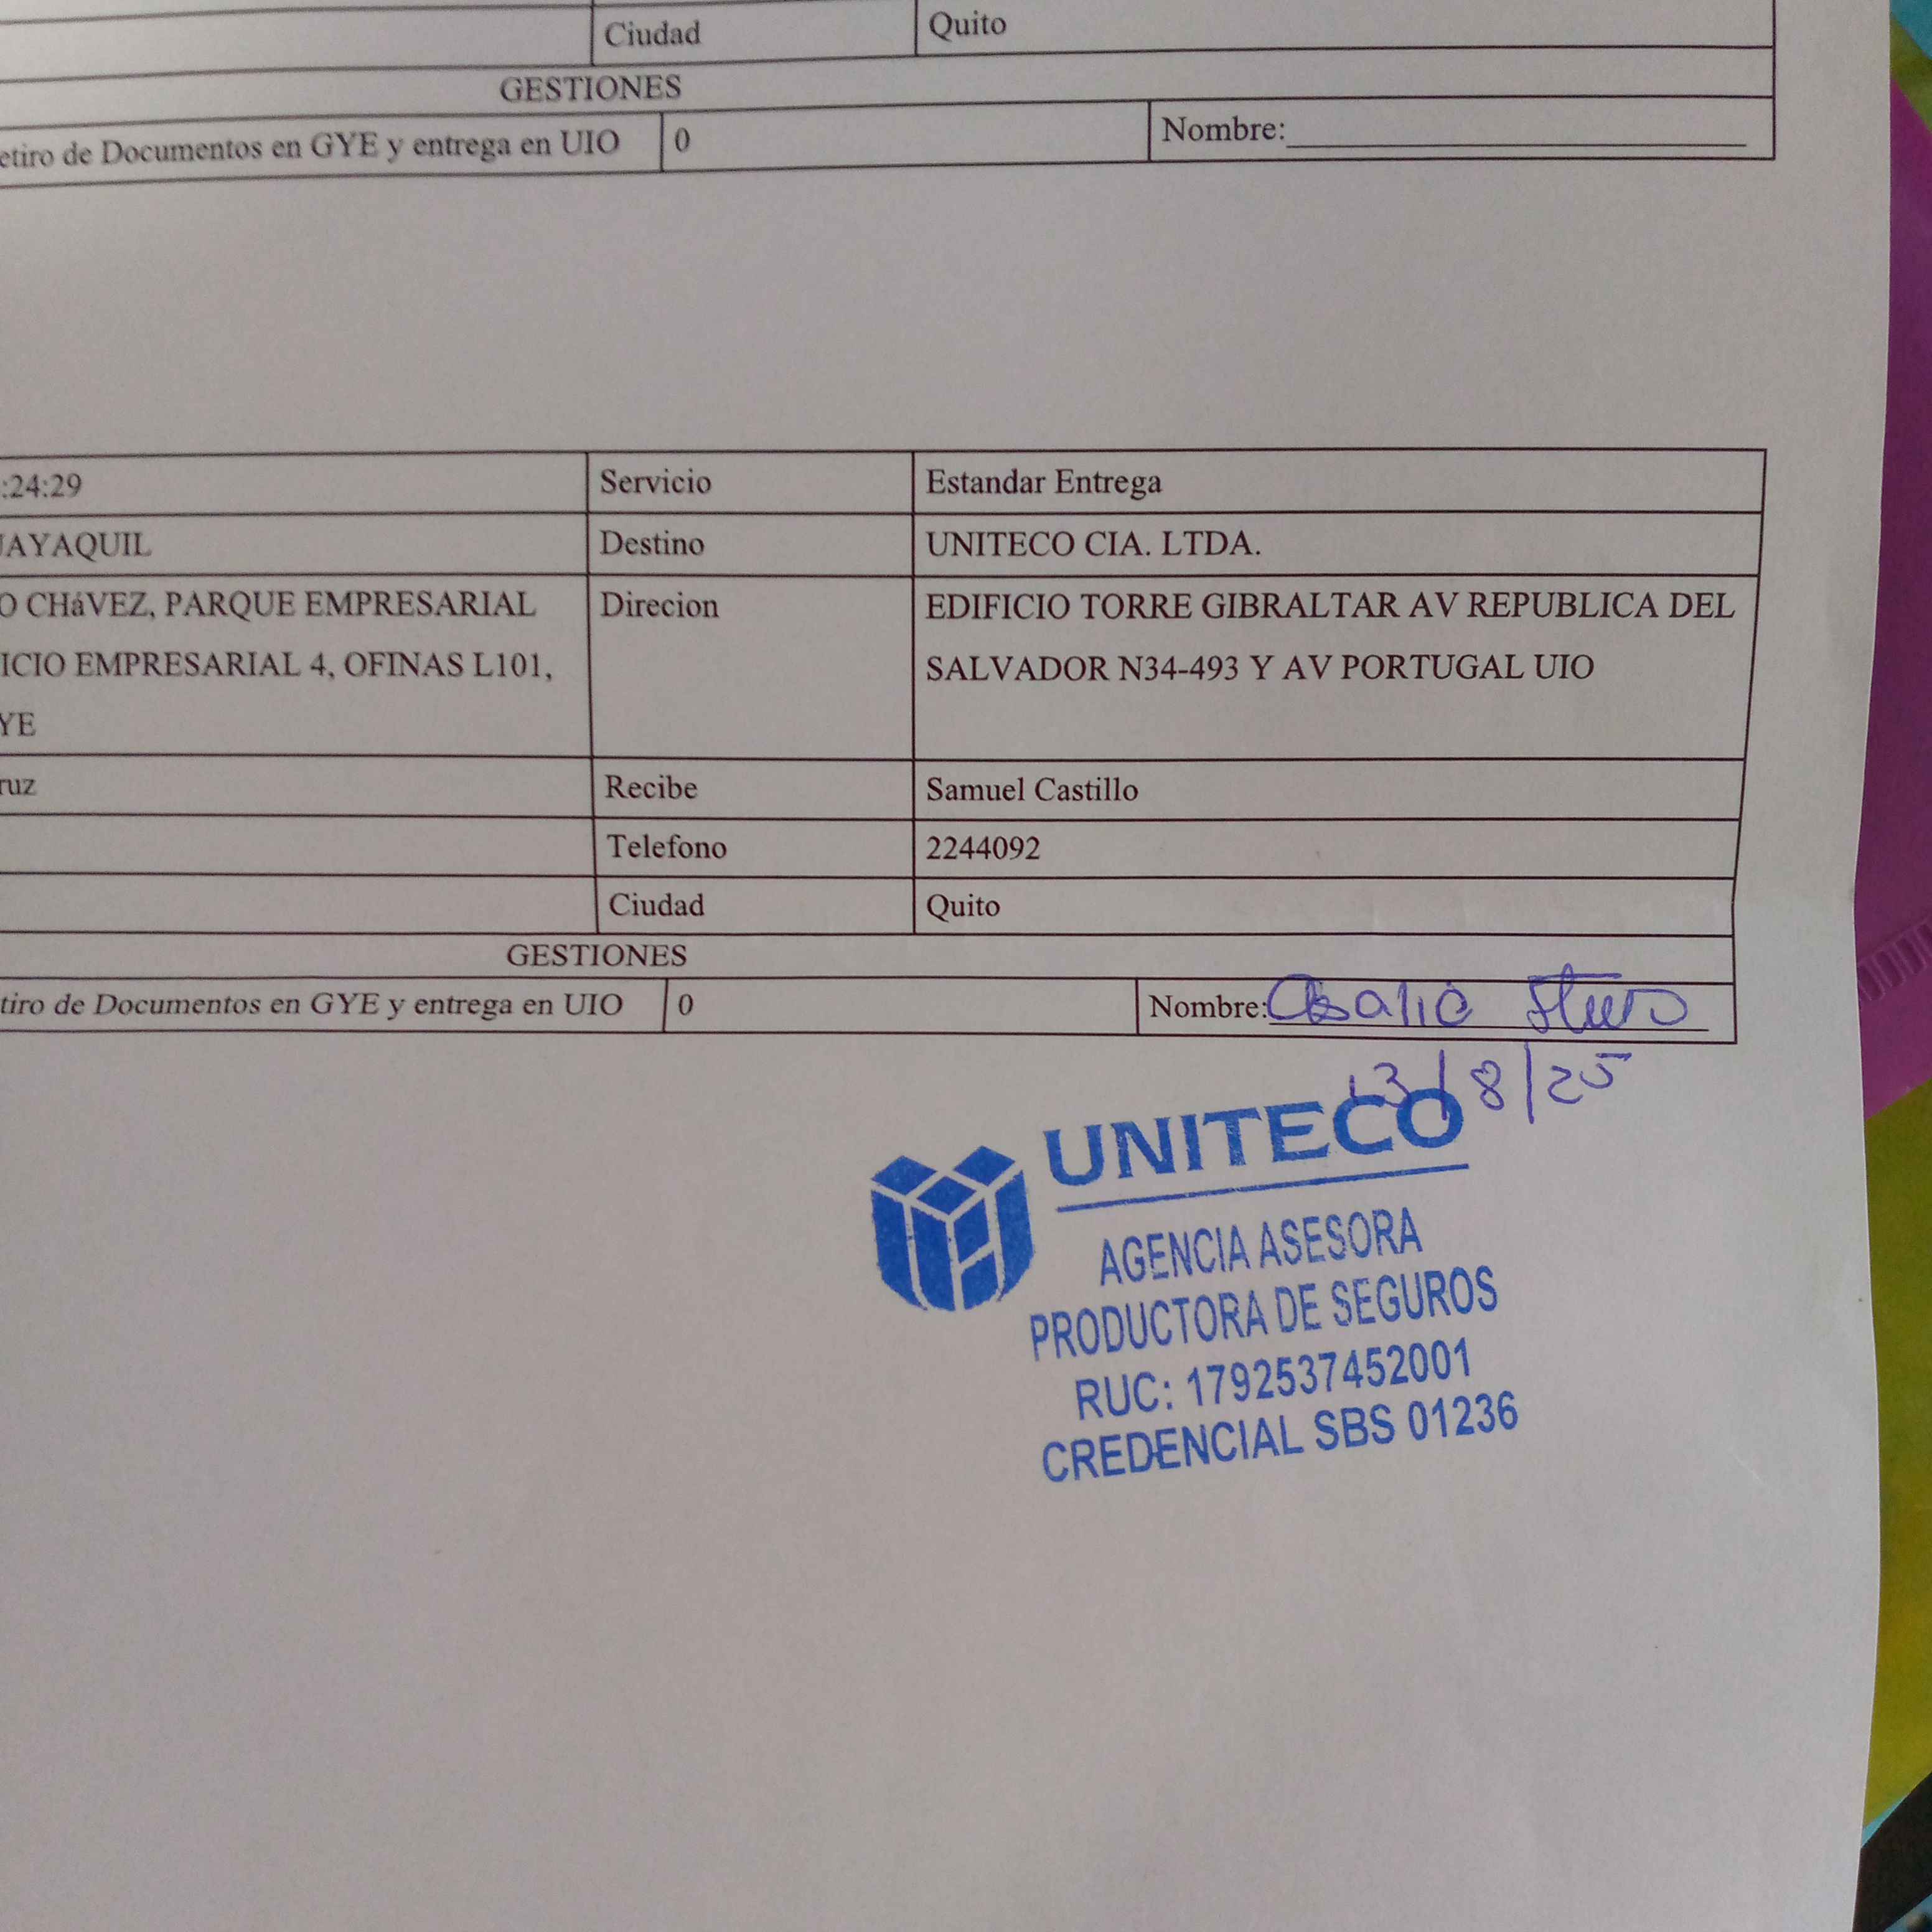 Ciudad Quito
GESTIONES
etiro de Documentos en GYE y entrega en UIO 0 Nombre:
:24:29 Servicio Estandar Entrega
JAYAQUIL Destino UNITECO CIA. LTDA.
O CHáVEZ, PARQUE EMPRESARIAL Direcion EDIFICIO TORRE GIBRALTAR AV REPUBLICA DEL
ICIO EMPRESARIAL 4, OFINAS L101, SALVADOR N34-493 Y AV PORTUGAL UIO
YE
ruz Recibe Samuel Castillo
Telefono 2244092
Ciudad Quito
GESTIONES
tiro de Documentos en GYE y entrega en UIO 0 Nombre:
13/8/25
UNITECO
AGENCIA ASESORA
PRODUCTORA DE SEGUROS
RUC: 1792537452001
CREDENCIAL SBS 01236